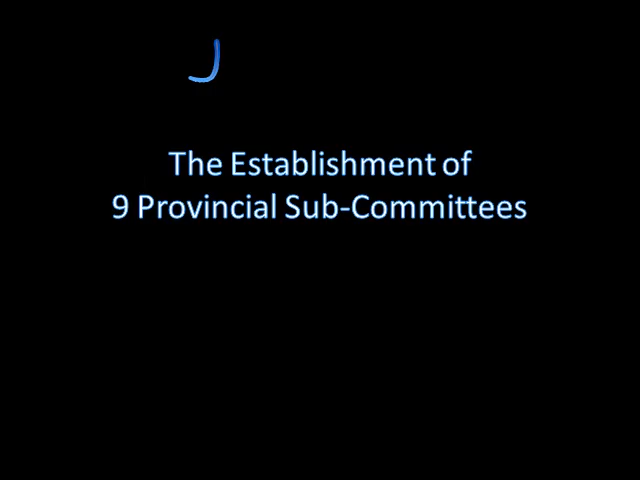 The Establishment of
9 Provincial Sub-Committees